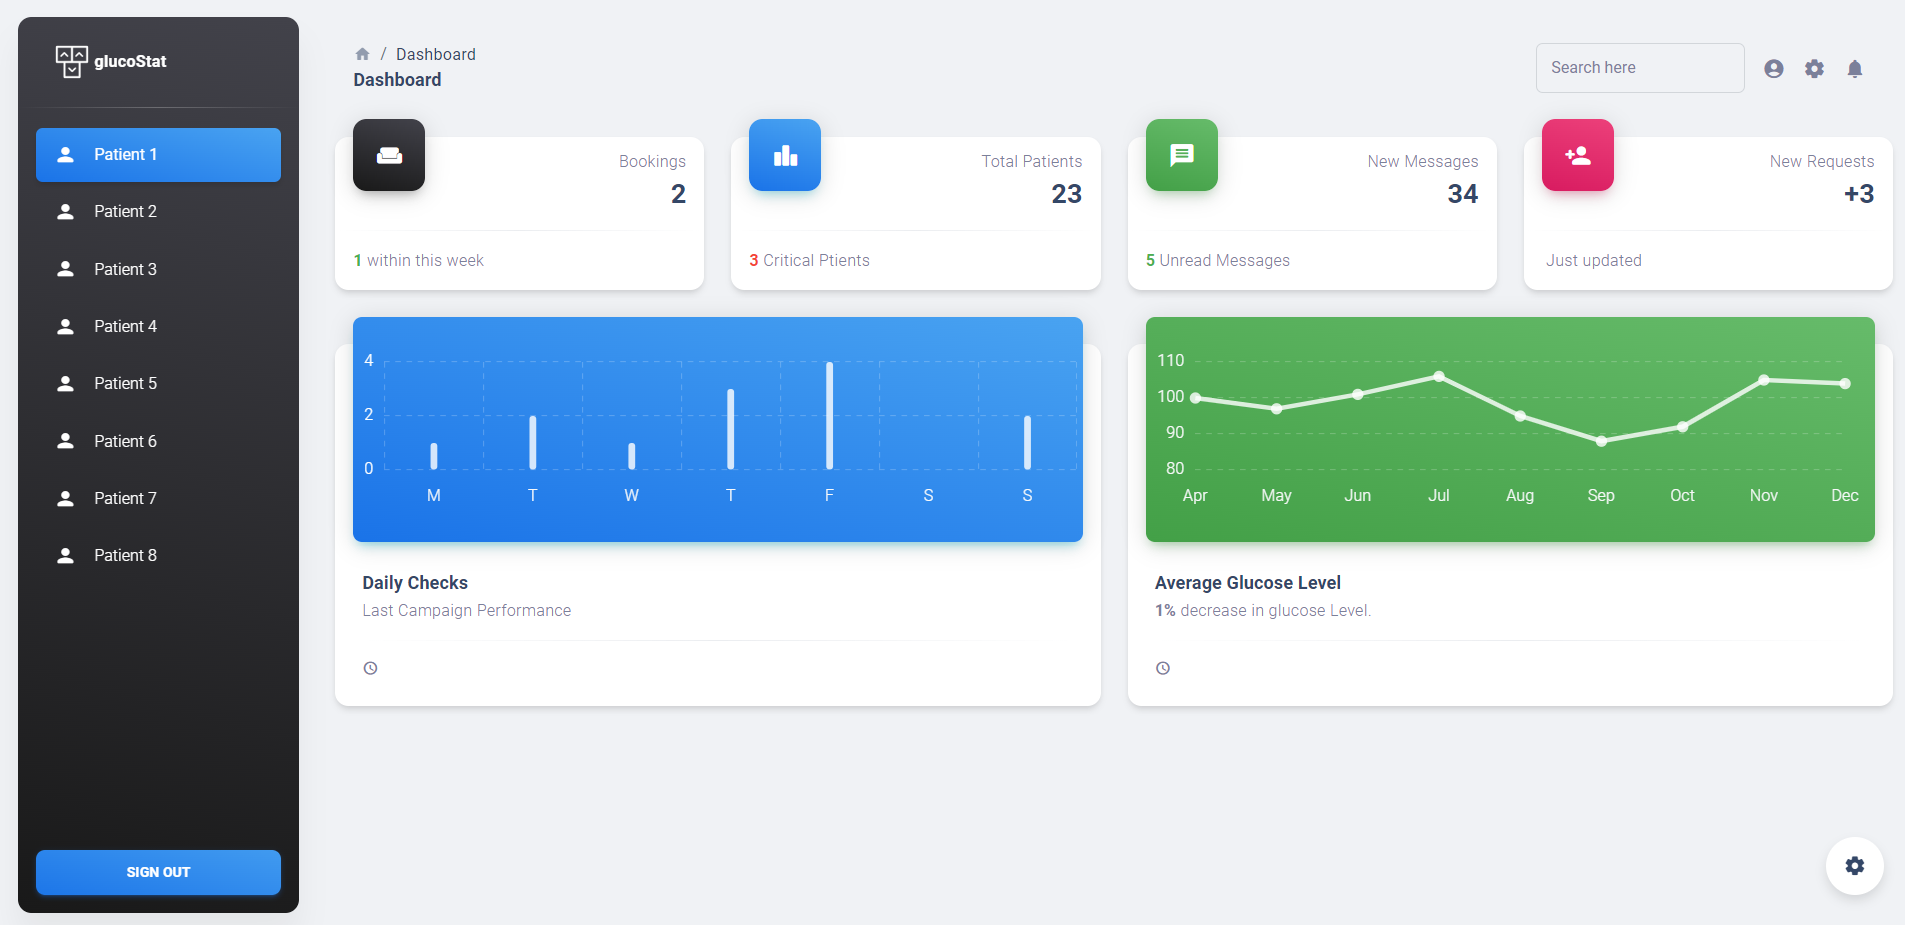 glucoStat
Patient 1
Patient 2
Patient 3
Patient 4
Patient 5
Patient 6
Patient 7
Patient 8
SIGN OUT
/ Dashboard
Dashboard
Search here
Bookings
2
1 within this week
Total Patients
23
3 Critical Ptients
New Messages
34
5 Unread Messages
New Requests
+3
Just updated
4
2
0
M T W T F S S
Daily Checks
Last Campaign Performance
110
100
90
80
Apr May Jun Jul Aug Sep Oct Nov Dec
Average Glucose Level
1% decrease in glucose Level.